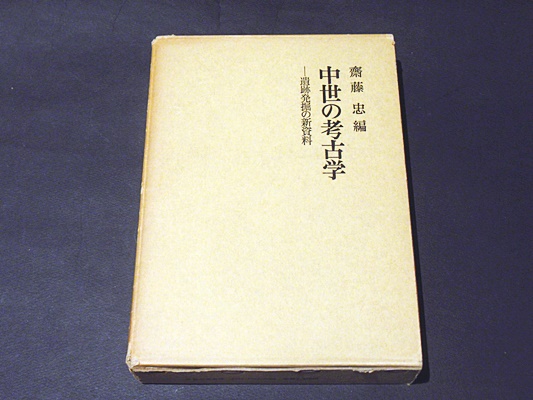 齋藤忠編
中世の考古学
—遺跡発掘の新資料